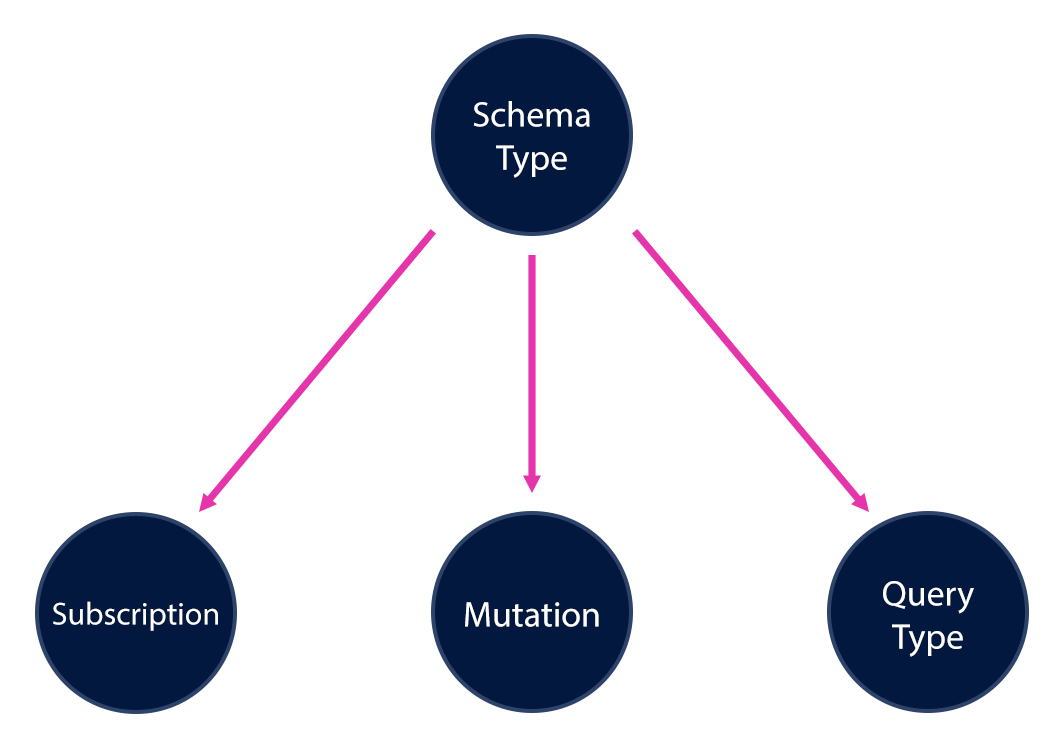 Schema
Type
Subscription
Mutation
Query
Type